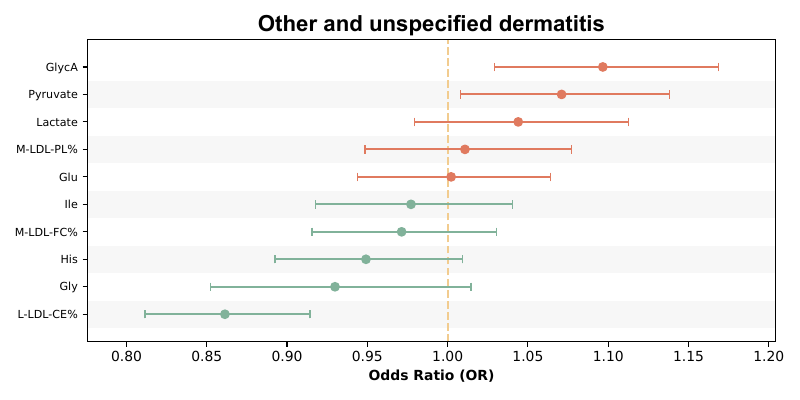 Other and unspecified dermatitis
GlycA
Pyruvate
Lactate
M-LDL-PL%
Glu
Ile
M-LDL-FC%
His
Gly
L-LDL-CE%
0.80 0.85 0.90 0.95 1.00 1.05 1.10 1.15 1.20
Odds Ratio (OR)